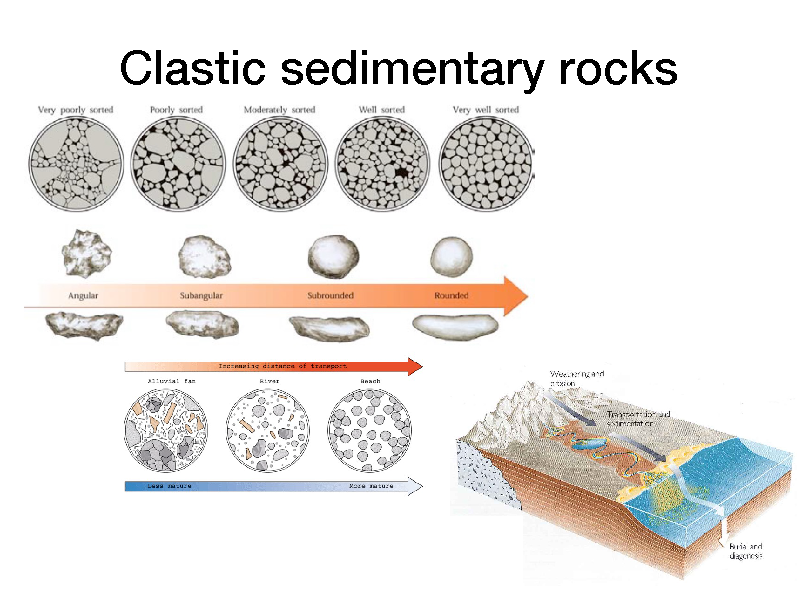 Clastic sedimentary rocks
Very poorly sorted
Poorly sorted
Moderately sorted
Well sorted
Very well sorted
Angular
Subangular
Subrounded
Rounded
Increasing distance of transport
Alluvial fan
River
Beach
Less mature
More mature
Weathering and
erosion
Transportation and
sedimentation
Burial and
diagenesis